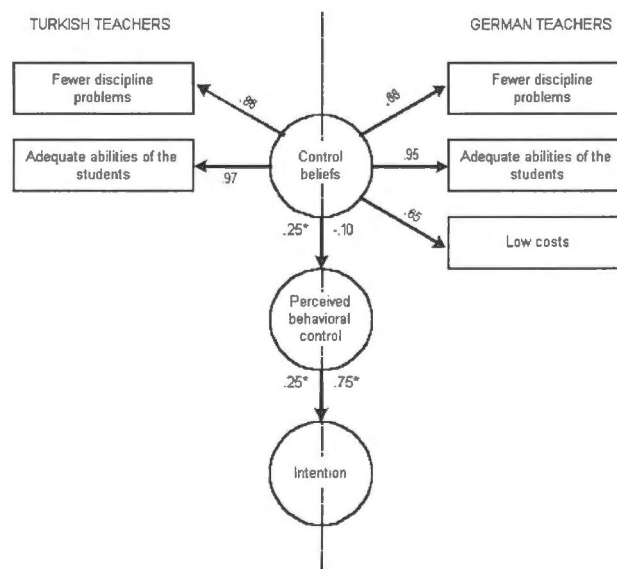 TURKISH TEACHERS
GERMAN TEACHERS
Fewer discipline
problems
Fewer discipline
problems
.88
.88
Adequate abilities of the
students
Control
beliefs
Adequate abilities of the
students
.97
.95
.65
Low costs
.25*
-.10
Perceived
behavioral
control
.25*
.75*
Intention